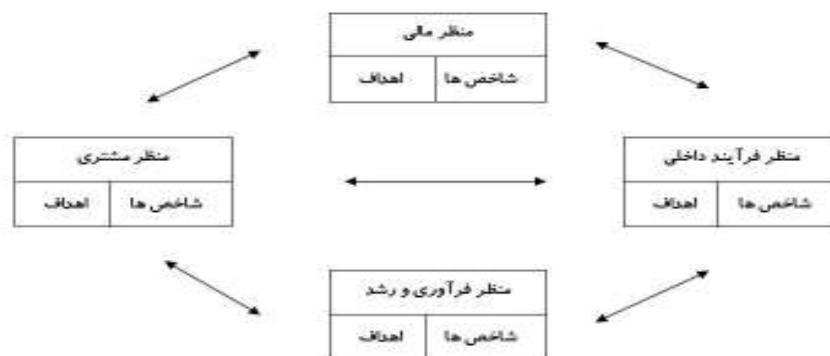 منظر مالی
شاخص ها اهداف
منظر فرآیند داخلی
شاخص ها اهداف
منظر مشتری
شاخص ها اهداف
منظر فرآوری و رشد
شاخص ها اهداف